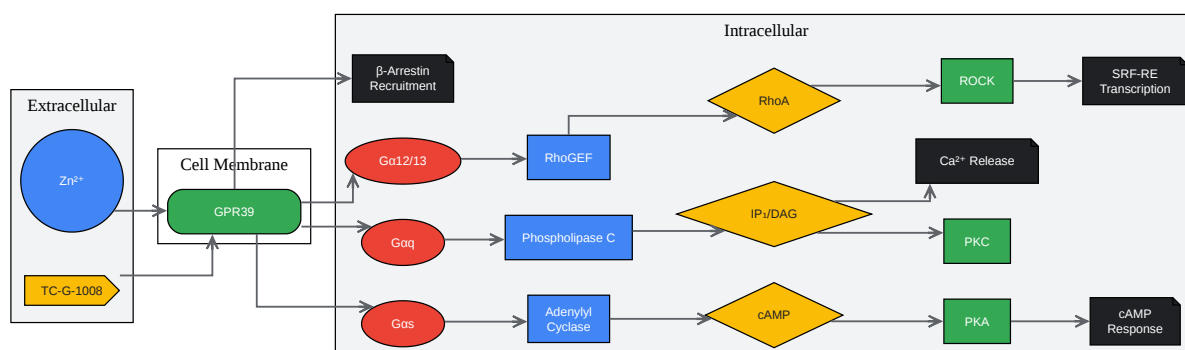 Extracellular
Zn²⁺
TC-G-1008
Cell Membrane
GPR39
Intracellular
β-Arrestin
Recruitment
Gα12/13
RhoGEF
RhoA
ROCK
SRF-RE
Transcription
Gαq
Phospholipase C
IP₁/DAG
Ca²⁺ Release
PKC
Gαs
Adenylyl
Cyclase
cAMP
PKA
cAMP
Response